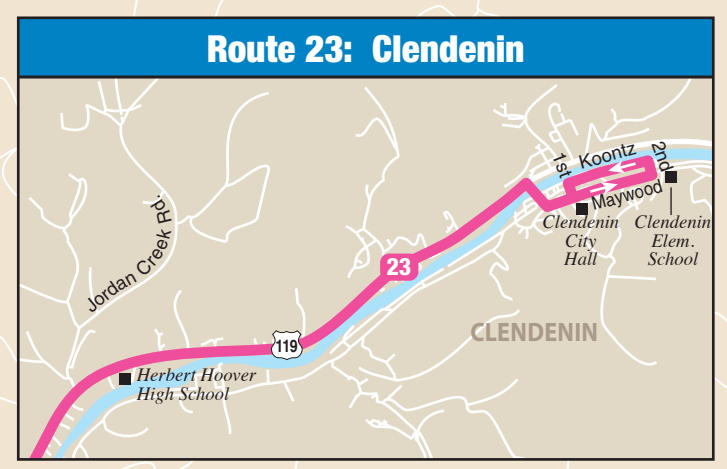 Route 23: Clendenin
1st
Koontz
2nd
Maywood
Clendenin
City
Hall
Clendenin
Elem.
School
Jordan Creek Rd.
23
CLENDENIN
119
Herbert Hoover
High School